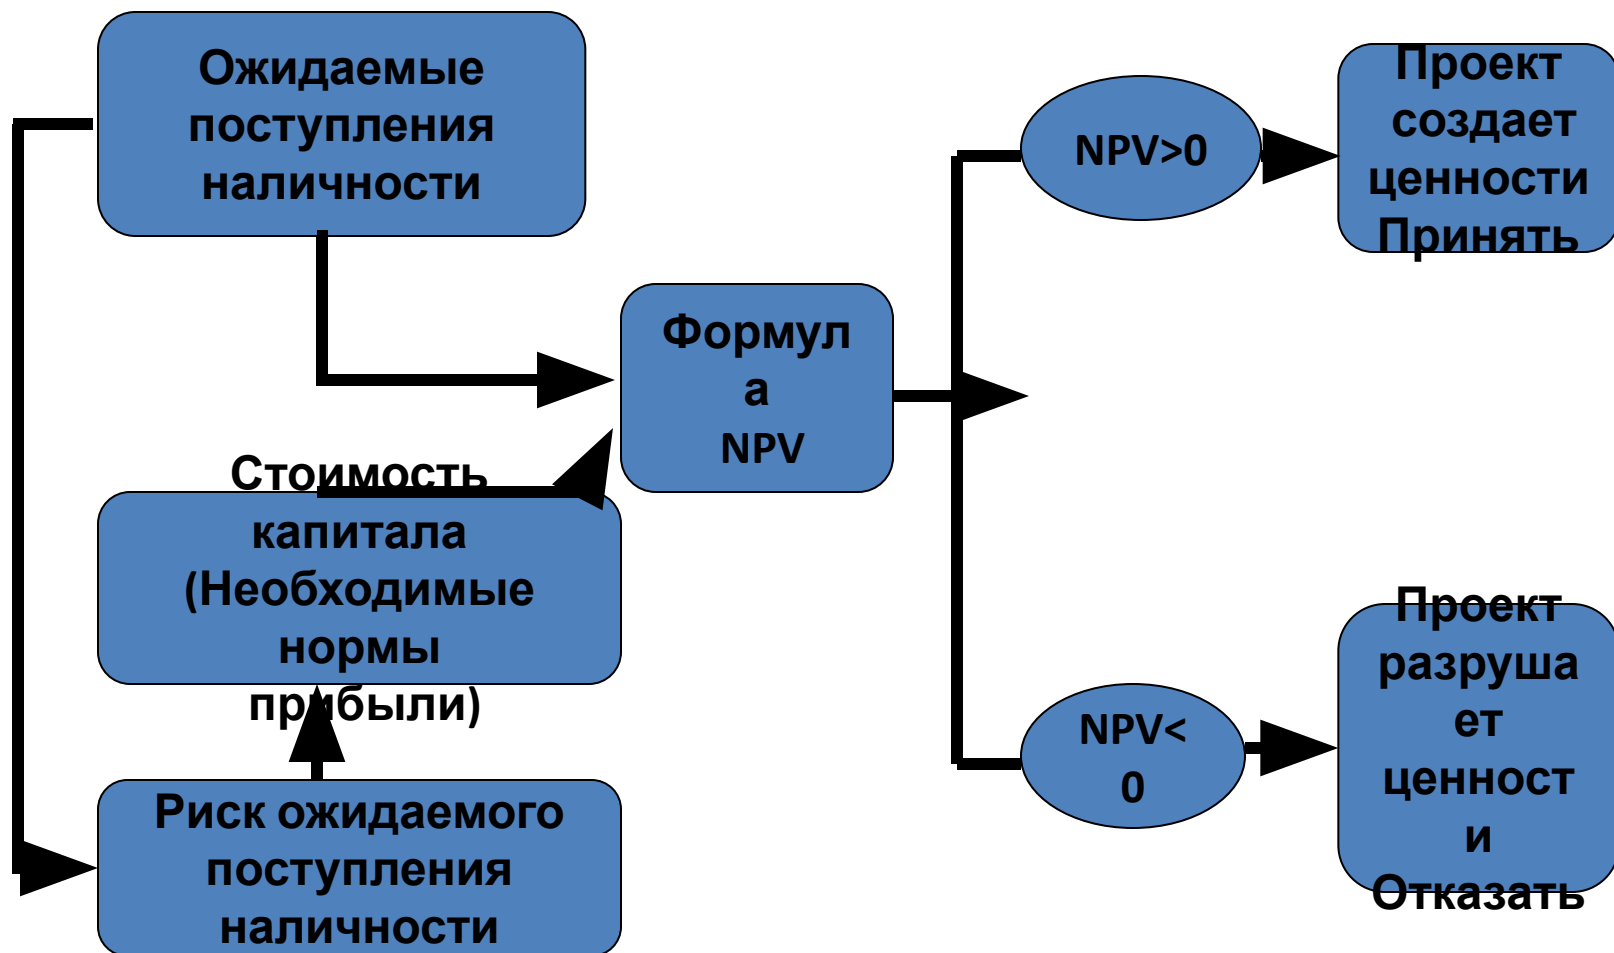 Ожидаемые
поступления
наличности
Формул
а
NPV
Стоимость
капитала
(Необходимые
нормы
прибыли)
Риск ожидаемого
поступления
наличности
NPV>0
Проект
создает
ценности
Принять
NPV<
0
Проект
разруша
ет
ценност
и
Отказать